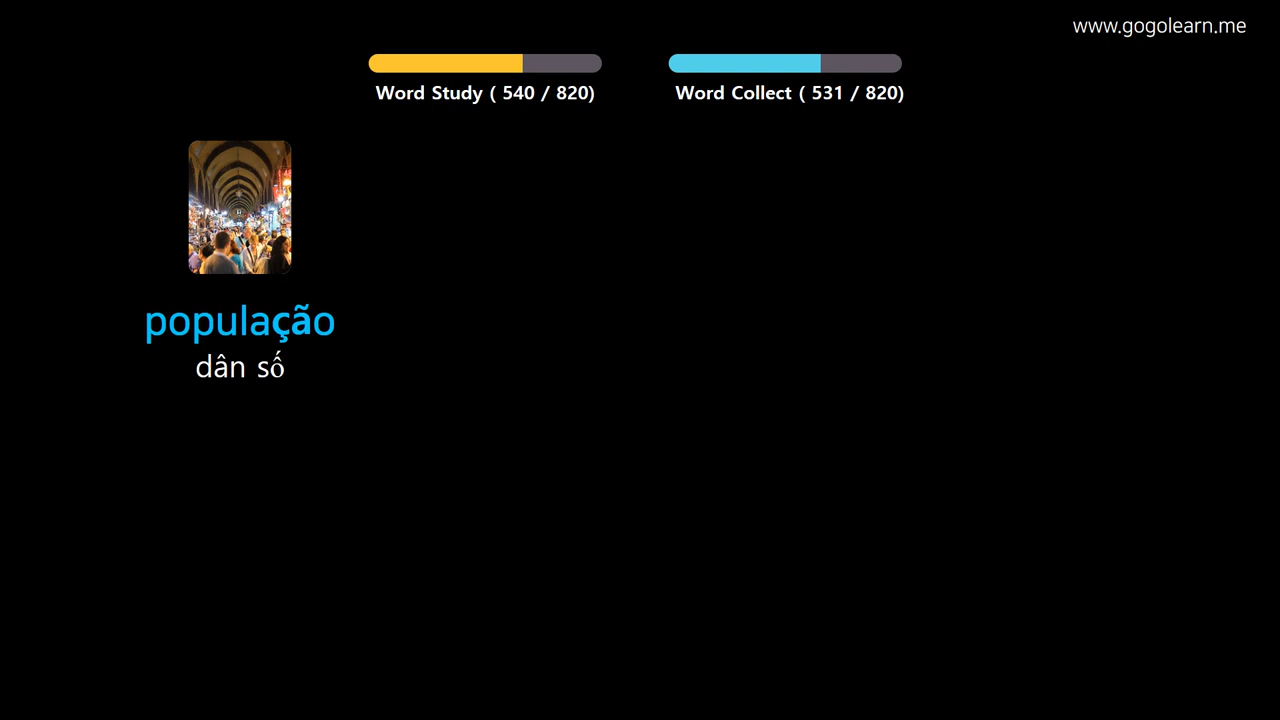 www.gogolearn.me
Word Study ( 540 / 820)
Word Collect ( 531 / 820)
população
dân số